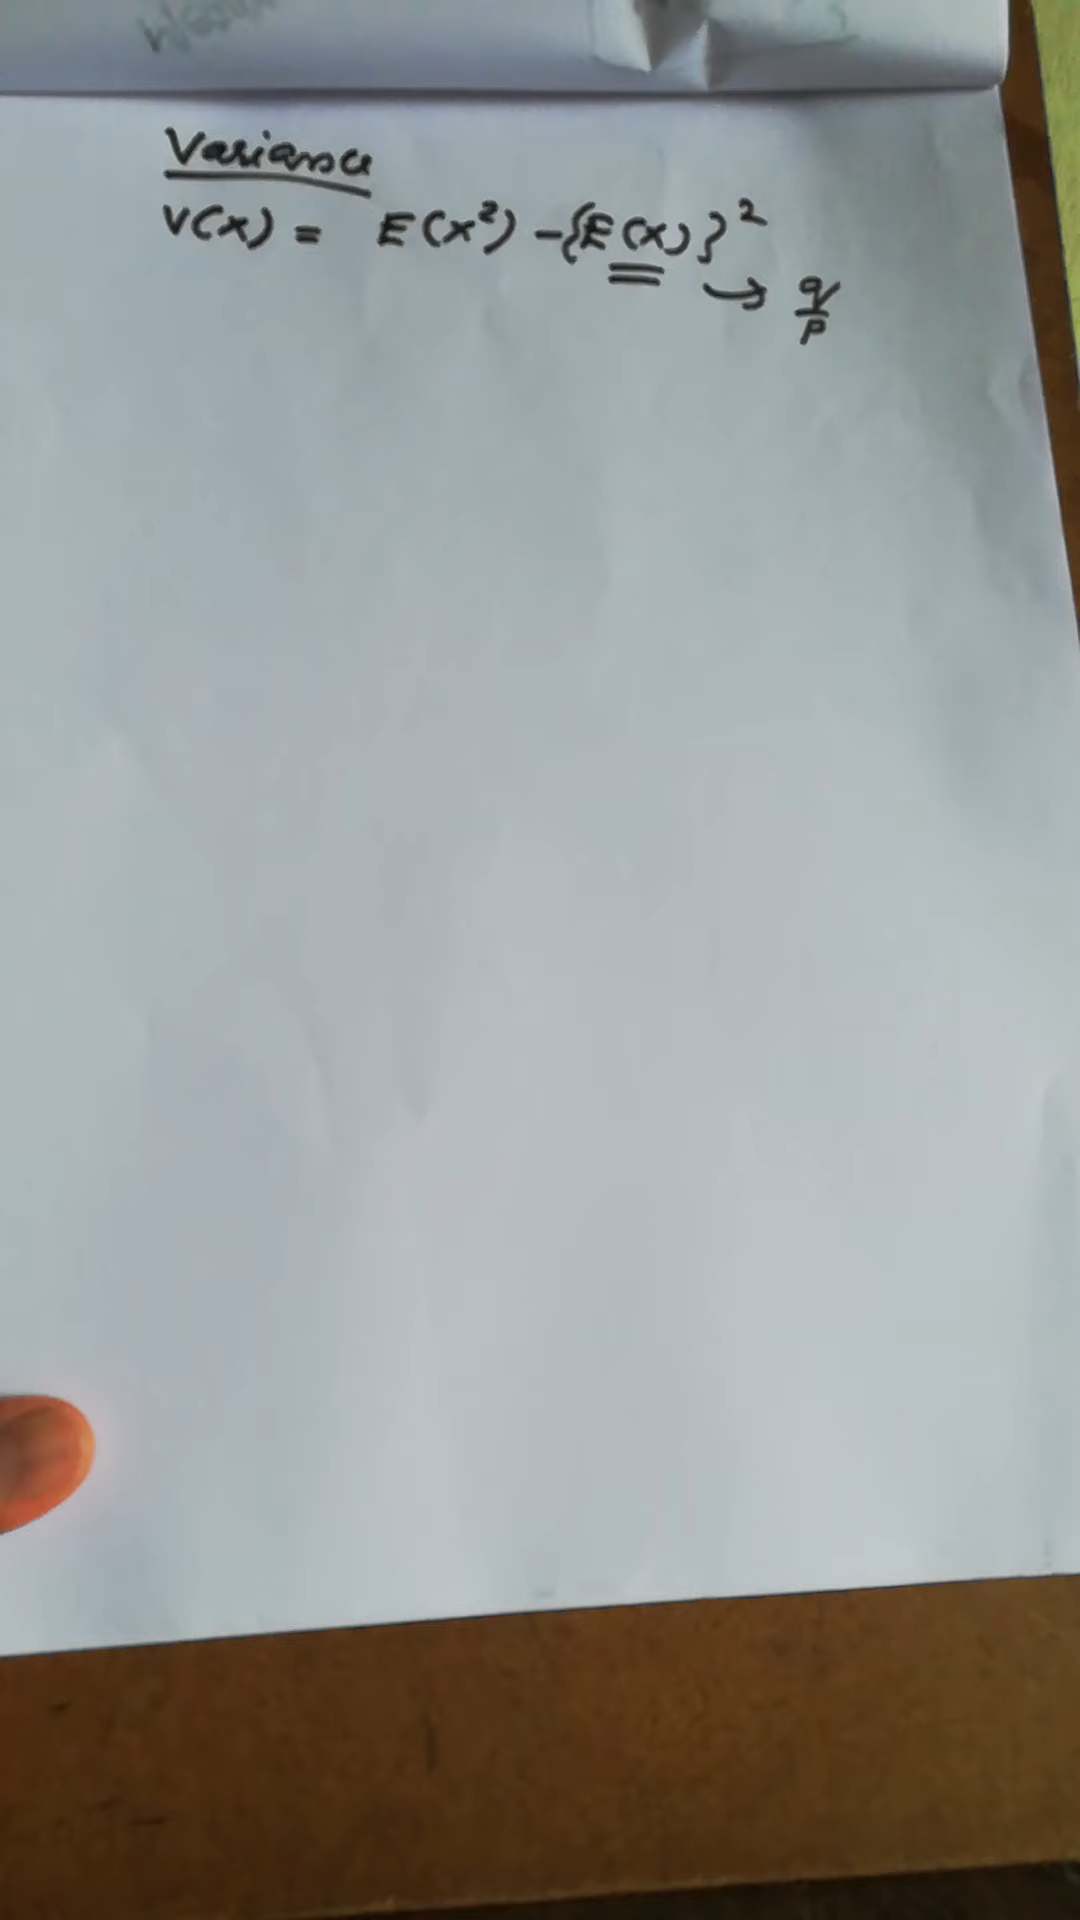 Variance
V(X) = E(X²) - {E(X)}² → q/p